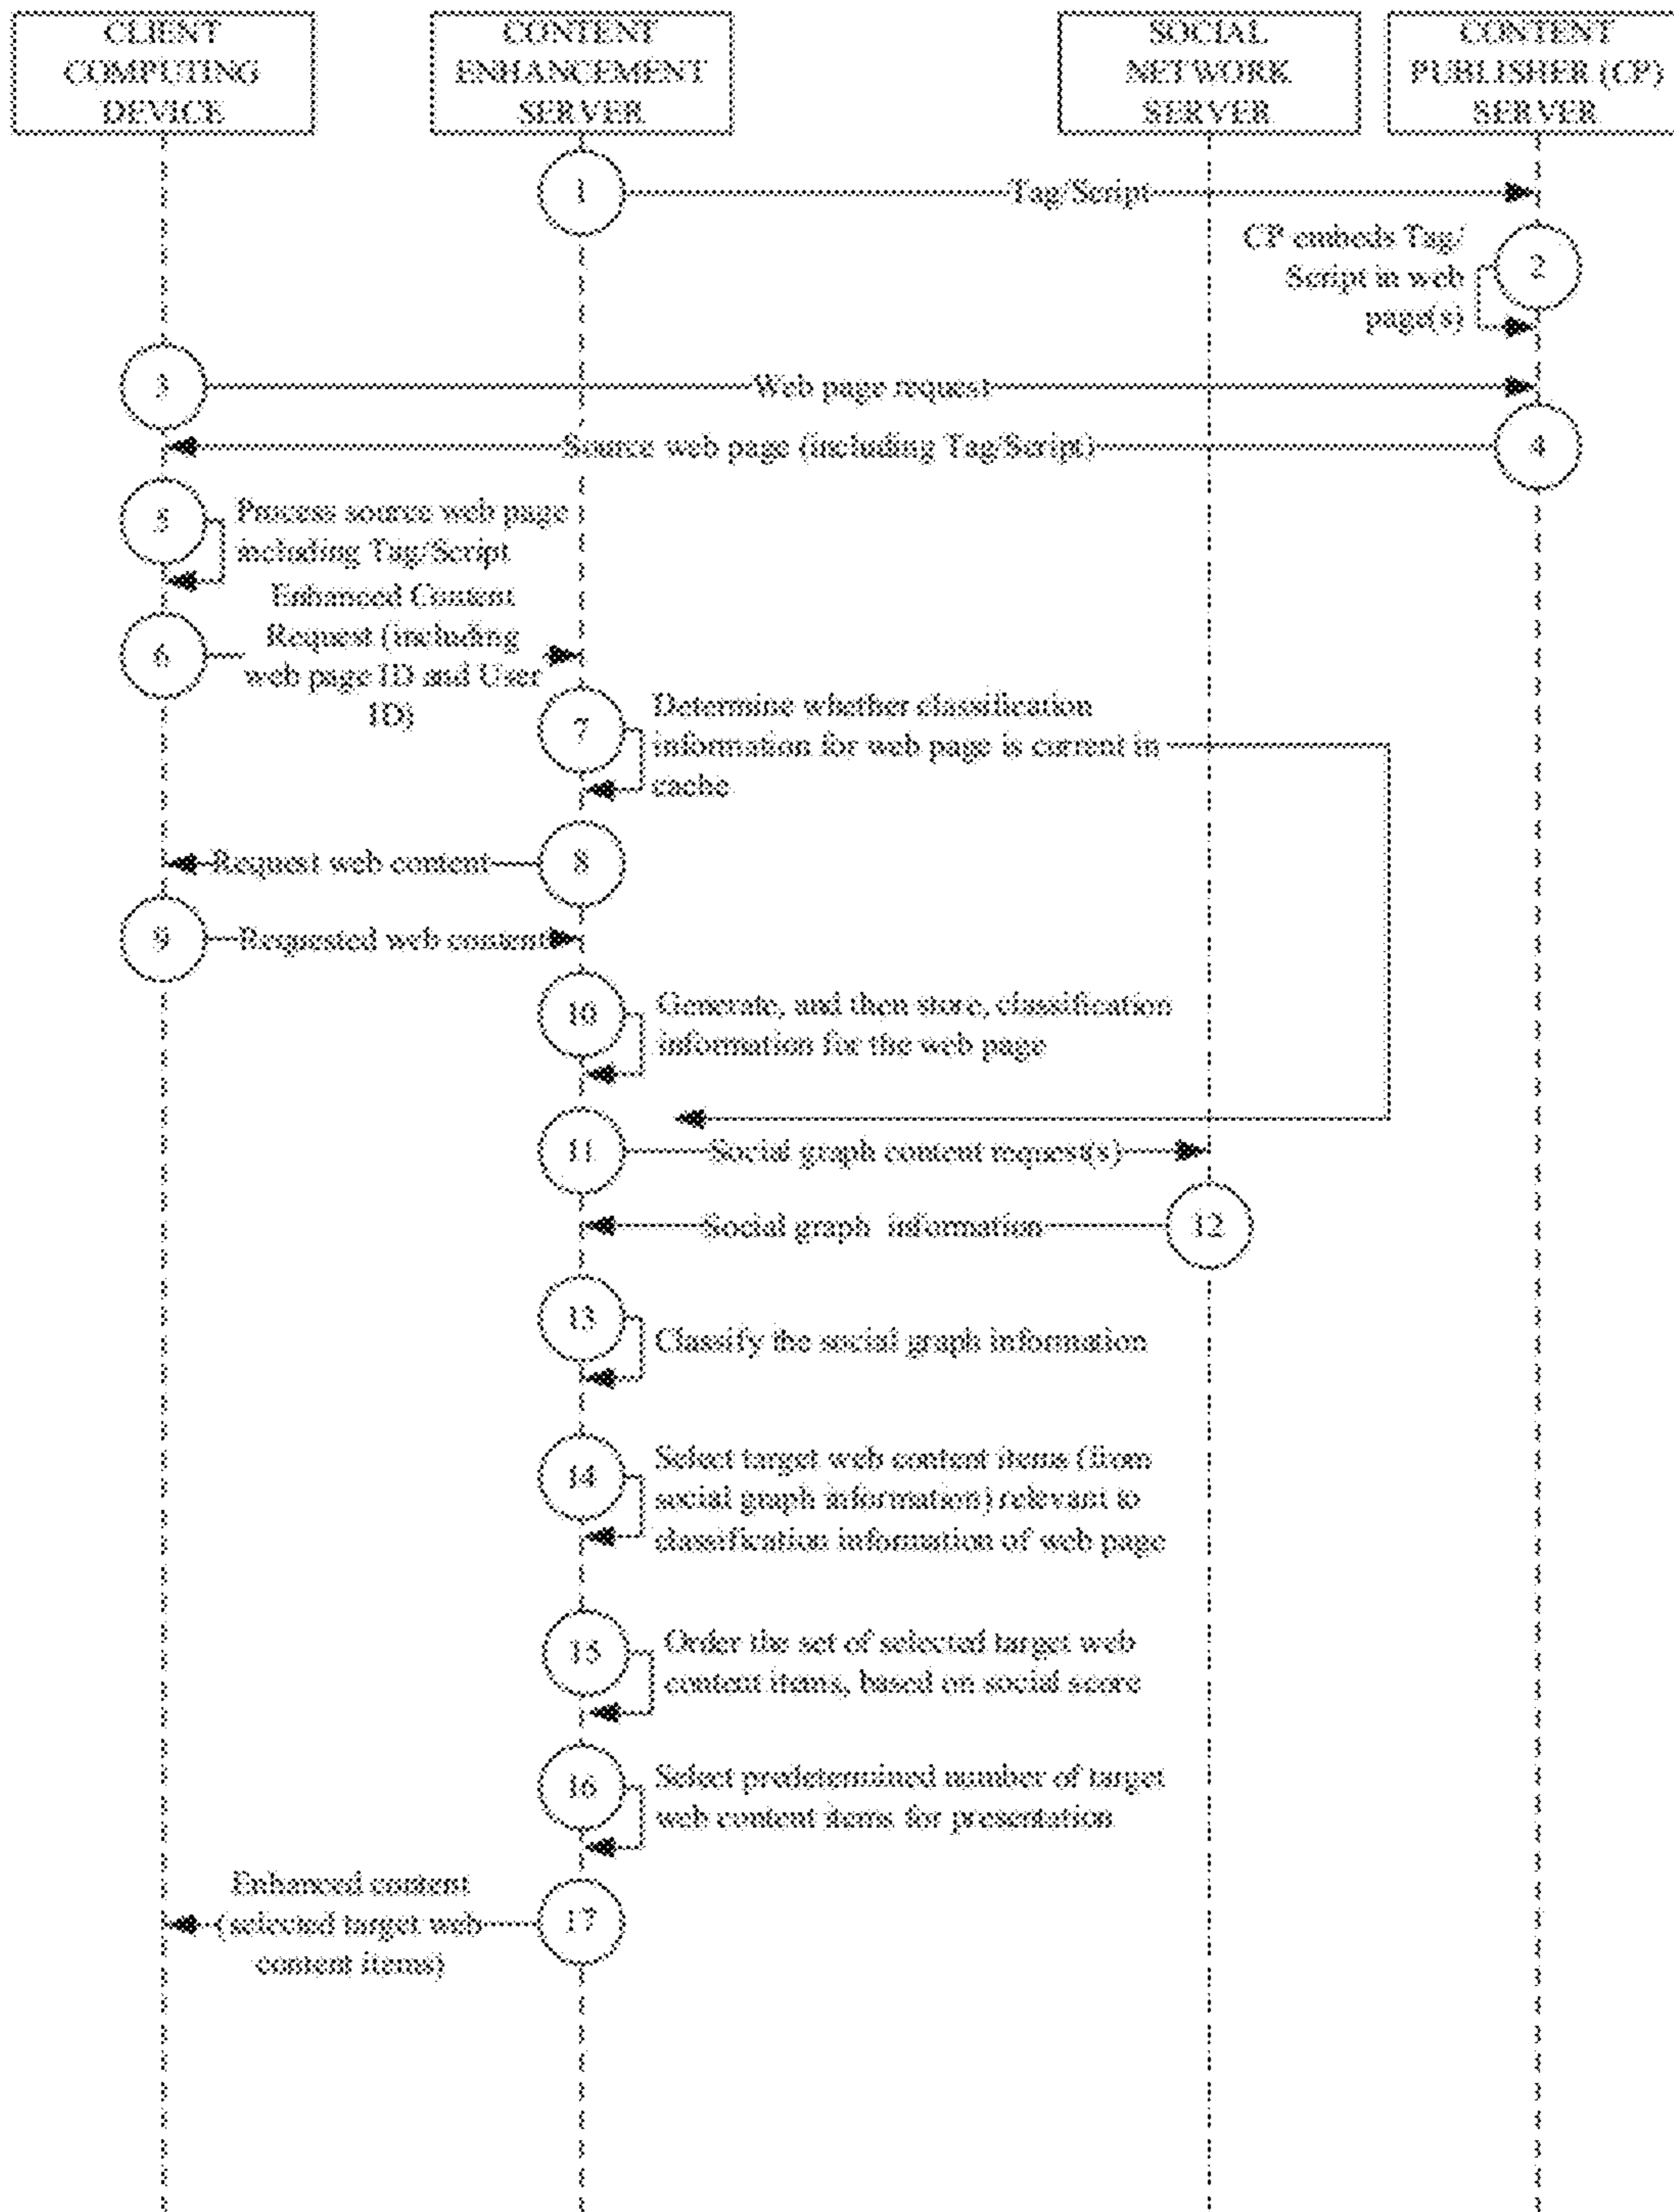 CLIENT
COMPUTING
DEVICE
CONTENT
ENHANCEMENT
SERVER
SOCIAL
NETWORK
SERVER
CONTENT
PUBLISHER (CP)
SERVER
1
Tag/Script
CP embeds Tag/
Script in web
page(s)
2
3
Web page request
Source web page (including Tag/Script)
4
5
Process source web page
including Tag/Script
6
Enhanced Content
Request (including
web page ID and User
ID)
7
Determine whether classification
information for web page is current in
cache
Request web content
8
9
Requested web content
10
Generate, and then store, classification
information for the web page
11
Social graph content request(s)
Social graph information
12
13
Classify the social graph information
14
Select target web content items (from
social graph information) relevant to
classification information of web page
15
Order the set of selected target web
content items, based on social score
16
Select predetermined number of target
web content items for presentation
Enhanced content
(selected target web
content items)
17